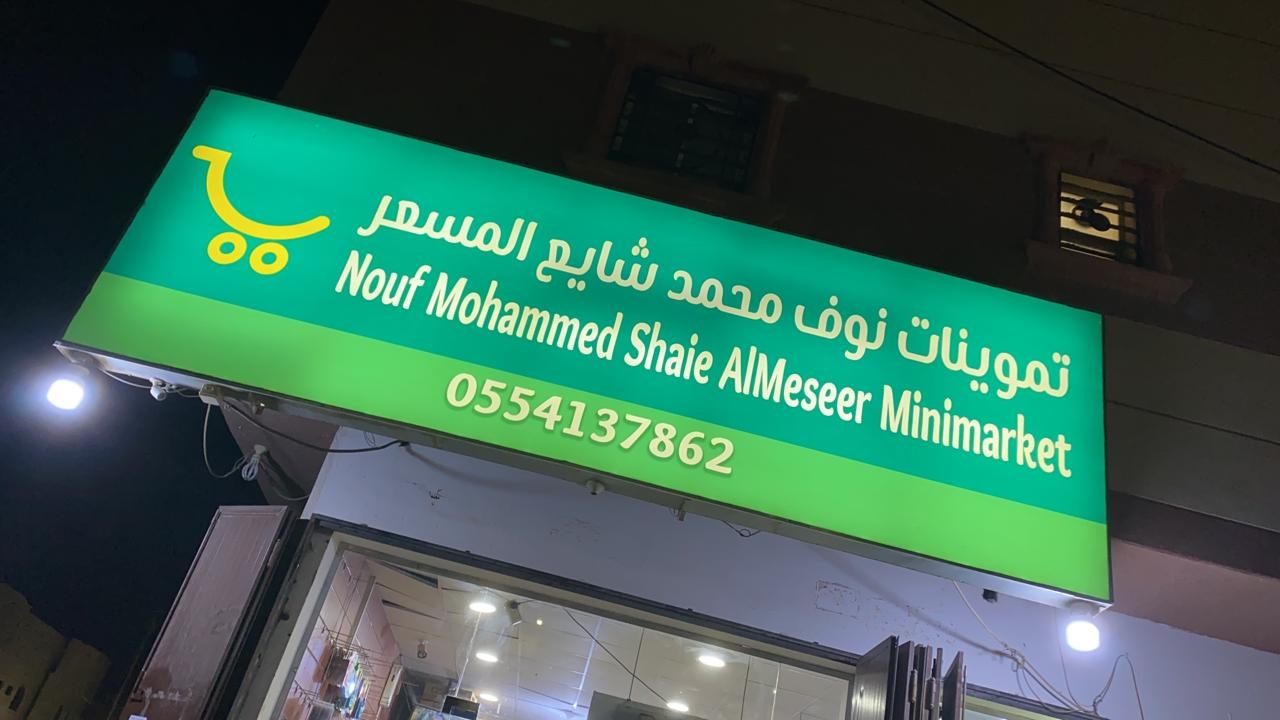 تموينات نوف محمد شايع المسعر
Nouf Mohammed Shaie AlMeseer Minimarket
0554137862